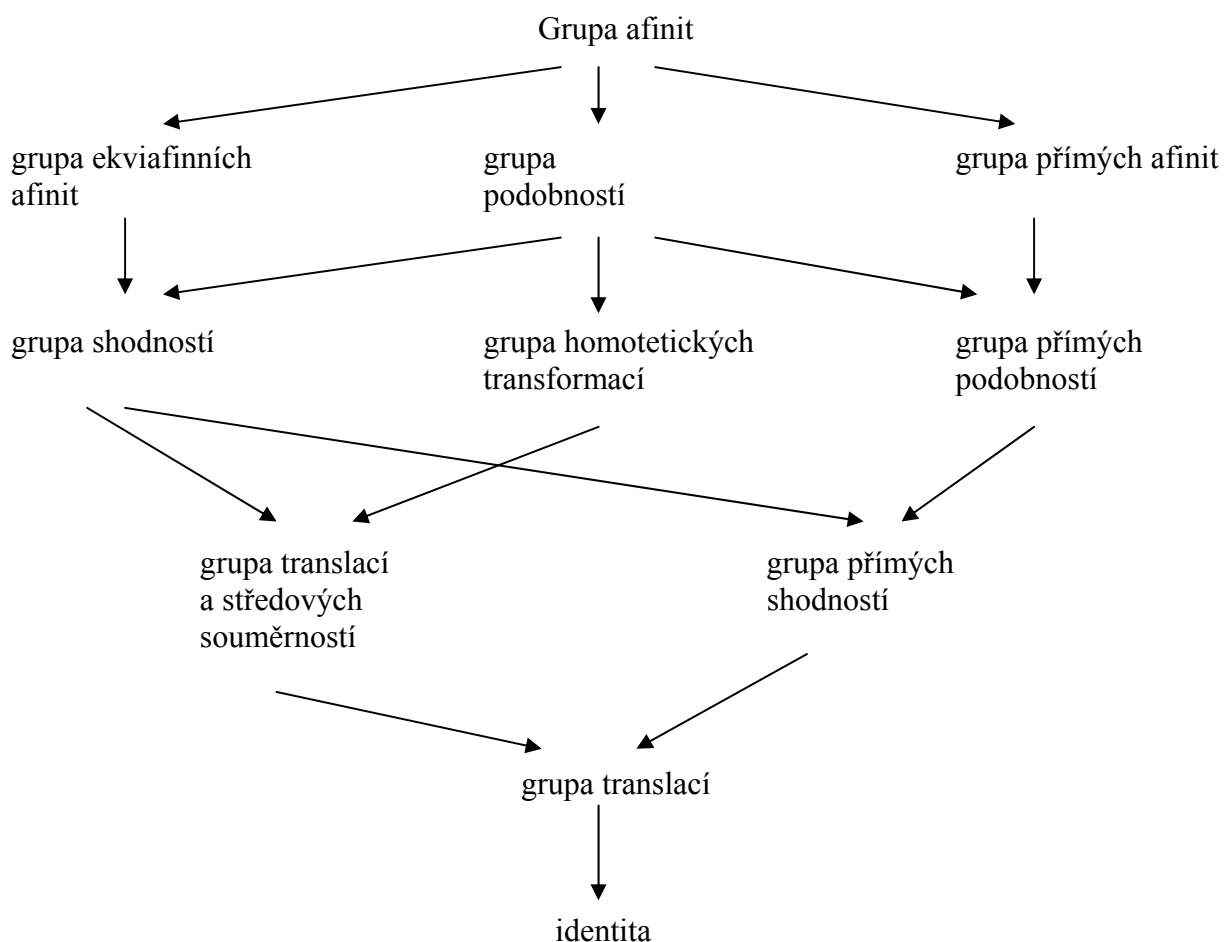 Grupa afinit
grupa ekviafinních
afinit
grupa
podobností
grupa přímých afinit
grupa shodností
grupa homotetických
transformací
grupa přímých
podobností
grupa translací
a středových
souměrností
grupa přímých
shodností
grupa translací
identita